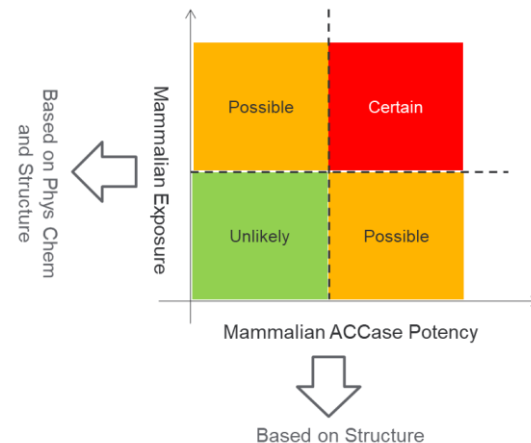 Based on Phys Chem
and Structure
Mammalian Exposure
Possible
Certain
Unlikely
Possible
Mammalian ACCase Potency
Based on Structure